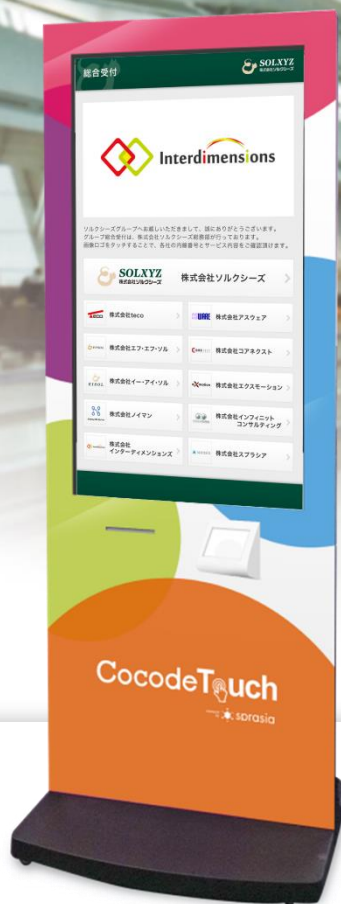 総合受付
SOLXYZ
株式会社ソルクシーズ
Interdimensions
ソルクシーズグループへお越しいただきまして、誠にありがとうございます。
グループ総合受付は、株式会社ソルクシーズ総務部が行っております。
画像ロゴをタッチすることで、各社の内線番号とサービス内容をご確認頂けます。
SOLXYZ
株式会社ソルクシーズ
株式会社ソルクシーズ
teco
株式会社teco
株式会社アスウェア
株式会社エフ・エフ・ソル
株式会社コアネクスト
株式会社イー・アイ・ソル
株式会社エクスモーション
株式会社ノイマン
株式会社インフィニット
コンサルティング
株式会社
インターディメンションズ
株式会社スプラシア
CocodeTouch
sprasia